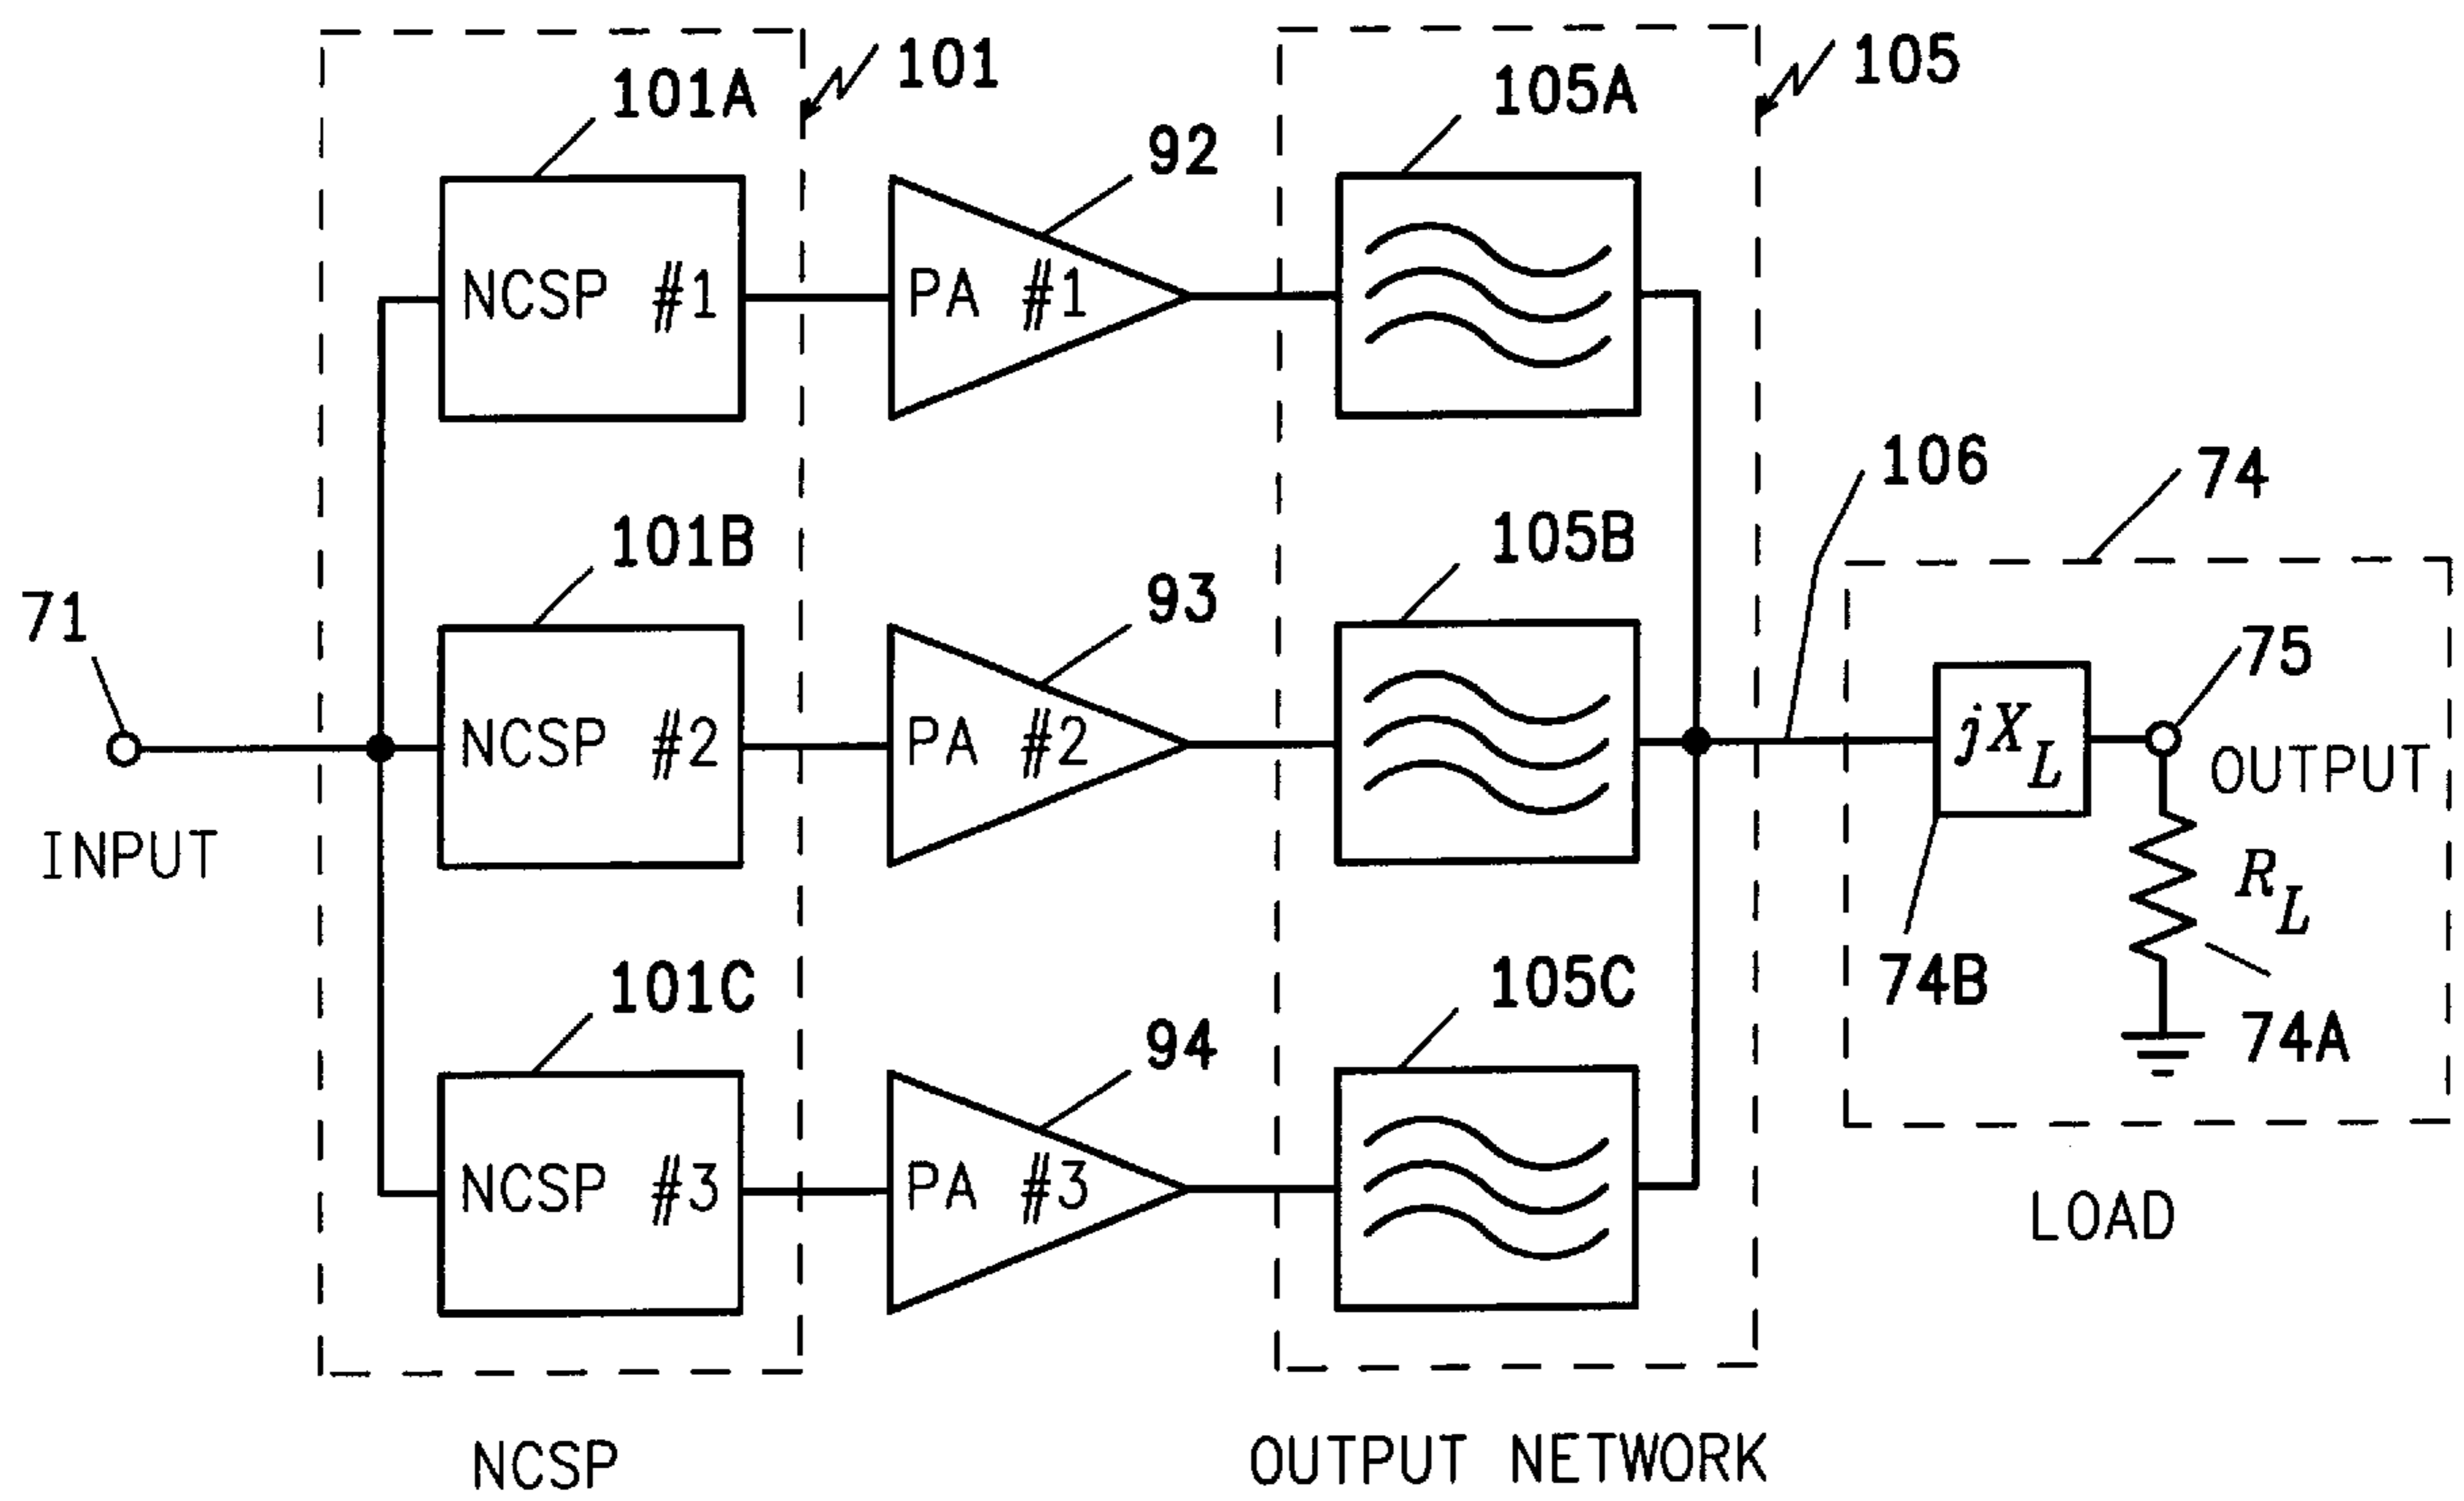 101
105
101A
105A
92
NCSP #1
PA #1
106
74
101B
105B
93
71
75
NCSP #2
PA #2
jX_L
OUTPUT
INPUT
R_L
101C
105C
74B
94
74A
NCSP #3
PA #3
LOAD
NCSP
OUTPUT NETWORK